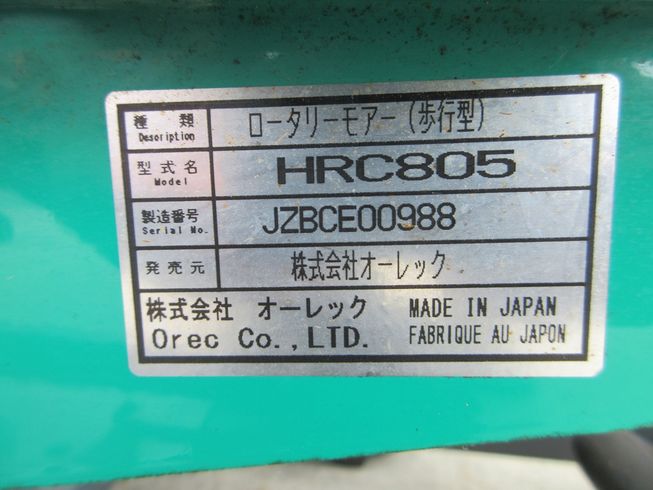 種類 ロータリーモアー(歩行型)
Description
型式名 HRC805
Model
製造番号 JZBCE00988
Serial No.
発売元 株式会社オーレック
株式会社 オーレック MADE IN JAPAN
Orec Co.,LTD. FABRIQUE AU JAPON